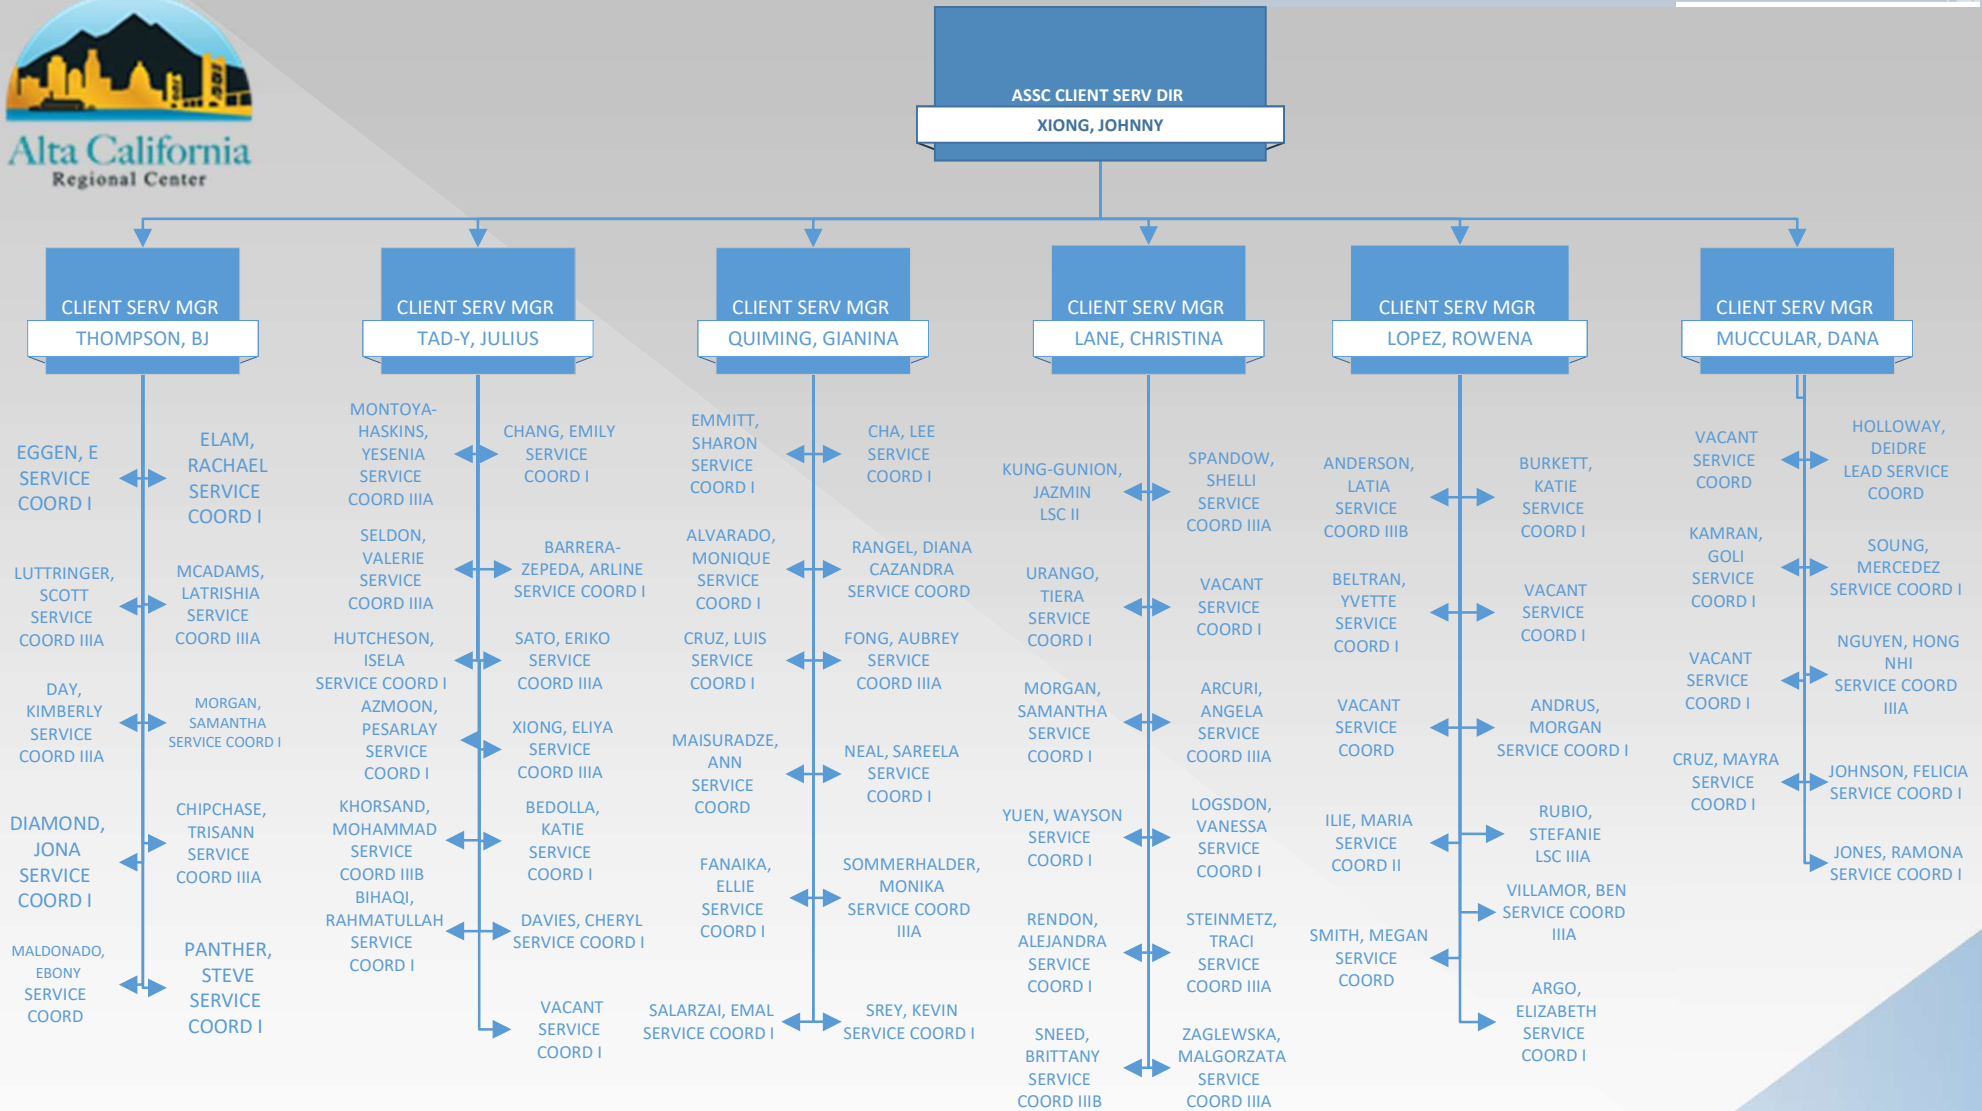 Alta California
Regional Center
ASSC CLIENT SERV DIR
XIONG, JOHNNY
CLIENT SERV MGR
THOMPSON, BJ
EGGEN, E
SERVICE
COORD I
ELAM,
RACHAEL
SERVICE
COORD I
LUTTRINGER,
SCOTT
SERVICE
COORD IIIA
MCADAMS,
LATRISHIA
SERVICE
COORD IIIA
DAY,
KIMBERLY
SERVICE
COORD IIIA
MORGAN,
SAMANTHA
SERVICE COORD I
DIAMOND,
JONA
SERVICE
COORD I
CHIPCHASE,
TRISANN
SERVICE
COORD IIIA
MALDONADO,
EBONY
SERVICE
COORD
PANTHER,
STEVE
SERVICE
COORD I
CLIENT SERV MGR
TAD-Y, JULIUS
MONTOYA-
HASKINS,
YESENIA
SERVICE
COORD IIIA
CHANG, EMILY
SERVICE
COORD I
SELDON,
VALERIE
SERVICE
COORD IIIA
BARRERA-
ZEPEDA, ARLINE
SERVICE COORD I
HUTCHESON,
ISELA
SERVICE COORD I
SATO, ERIKO
SERVICE
COORD IIIA
AZMOON,
PESARLAY
SERVICE
COORD I
XIONG, ELIYA
SERVICE
COORD IIIA
KHORSAND,
MOHAMMAD
SERVICE
COORD IIIB
BEDOLLA,
KATIE
SERVICE
COORD I
BIHAQI,
RAHMATULLAH
SERVICE
COORD I
DAVIES, CHERYL
SERVICE COORD I
VACANT
SERVICE
COORD I
CLIENT SERV MGR
QUIMING, GIANINA
EMMITT,
SHARON
SERVICE
COORD I
CHA, LEE
SERVICE
COORD I
ALVARADO,
MONIQUE
SERVICE
COORD I
RANGEL, DIANA
CAZANDRA
SERVICE COORD
CRUZ, LUIS
SERVICE
COORD I
FONG, AUBREY
SERVICE
COORD IIIA
MAISURADZE,
ANN
SERVICE
COORD
NEAL, SAREELA
SERVICE
COORD I
FANAIKA,
ELLIE
SERVICE
COORD I
SOMMERHALDER,
MONIKA
SERVICE COORD
IIIA
SALARZAI, EMAL
SERVICE COORD I
SREY, KEVIN
SERVICE COORD I
CLIENT SERV MGR
LANE, CHRISTINA
KUNG-GUNION,
JAZMIN
LSC II
SPANDOW,
SHELLI
SERVICE
COORD IIIA
URANGO,
TIERA
SERVICE
COORD I
VACANT
SERVICE
COORD I
MORGAN,
SAMANTHA
SERVICE
COORD I
ARCURI,
ANGELA
SERVICE
COORD IIIA
YUEN, WAYSON
SERVICE
COORD I
LOGSDON,
VANESSA
SERVICE
COORD I
RENDON,
ALEJANDRA
SERVICE
COORD I
STEINMETZ,
TRACI
SERVICE
COORD IIIA
SNEED,
BRITTANY
SERVICE
COORD IIIB
ZAGLEWSKA,
MALGORZATA
SERVICE
COORD IIIA
CLIENT SERV MGR
LOPEZ, ROWENA
ANDERSON,
LATIA
SERVICE
COORD IIIB
BURKETT,
KATIE
SERVICE
COORD I
BELTRAN,
YVETTE
SERVICE
COORD I
VACANT
SERVICE
COORD I
VACANT
SERVICE
COORD
ANDRUS,
MORGAN
SERVICE COORD I
ILIE, MARIA
SERVICE
COORD II
RUBIO,
STEFANIE
LSC IIIA
VILLAMOR, BEN
SERVICE COORD
IIIA
SMITH, MEGAN
SERVICE
COORD
ARGO,
ELIZABETH
SERVICE
COORD I
CLIENT SERV MGR
MUCCULAR, DANA
VACANT
SERVICE
COORD
HOLLOWAY,
DEIDRE
LEAD SERVICE
COORD
KAMRAN,
GOLI
SERVICE
COORD I
SOUNG,
MERCEDEZ
SERVICE COORD I
VACANT
SERVICE
COORD I
NGUYEN, HONG
NHI
SERVICE COORD
IIIA
CRUZ, MAYRA
SERVICE
COORD I
JOHNSON, FELICIA
SERVICE COORD I
JONES, RAMONA
SERVICE COORD I